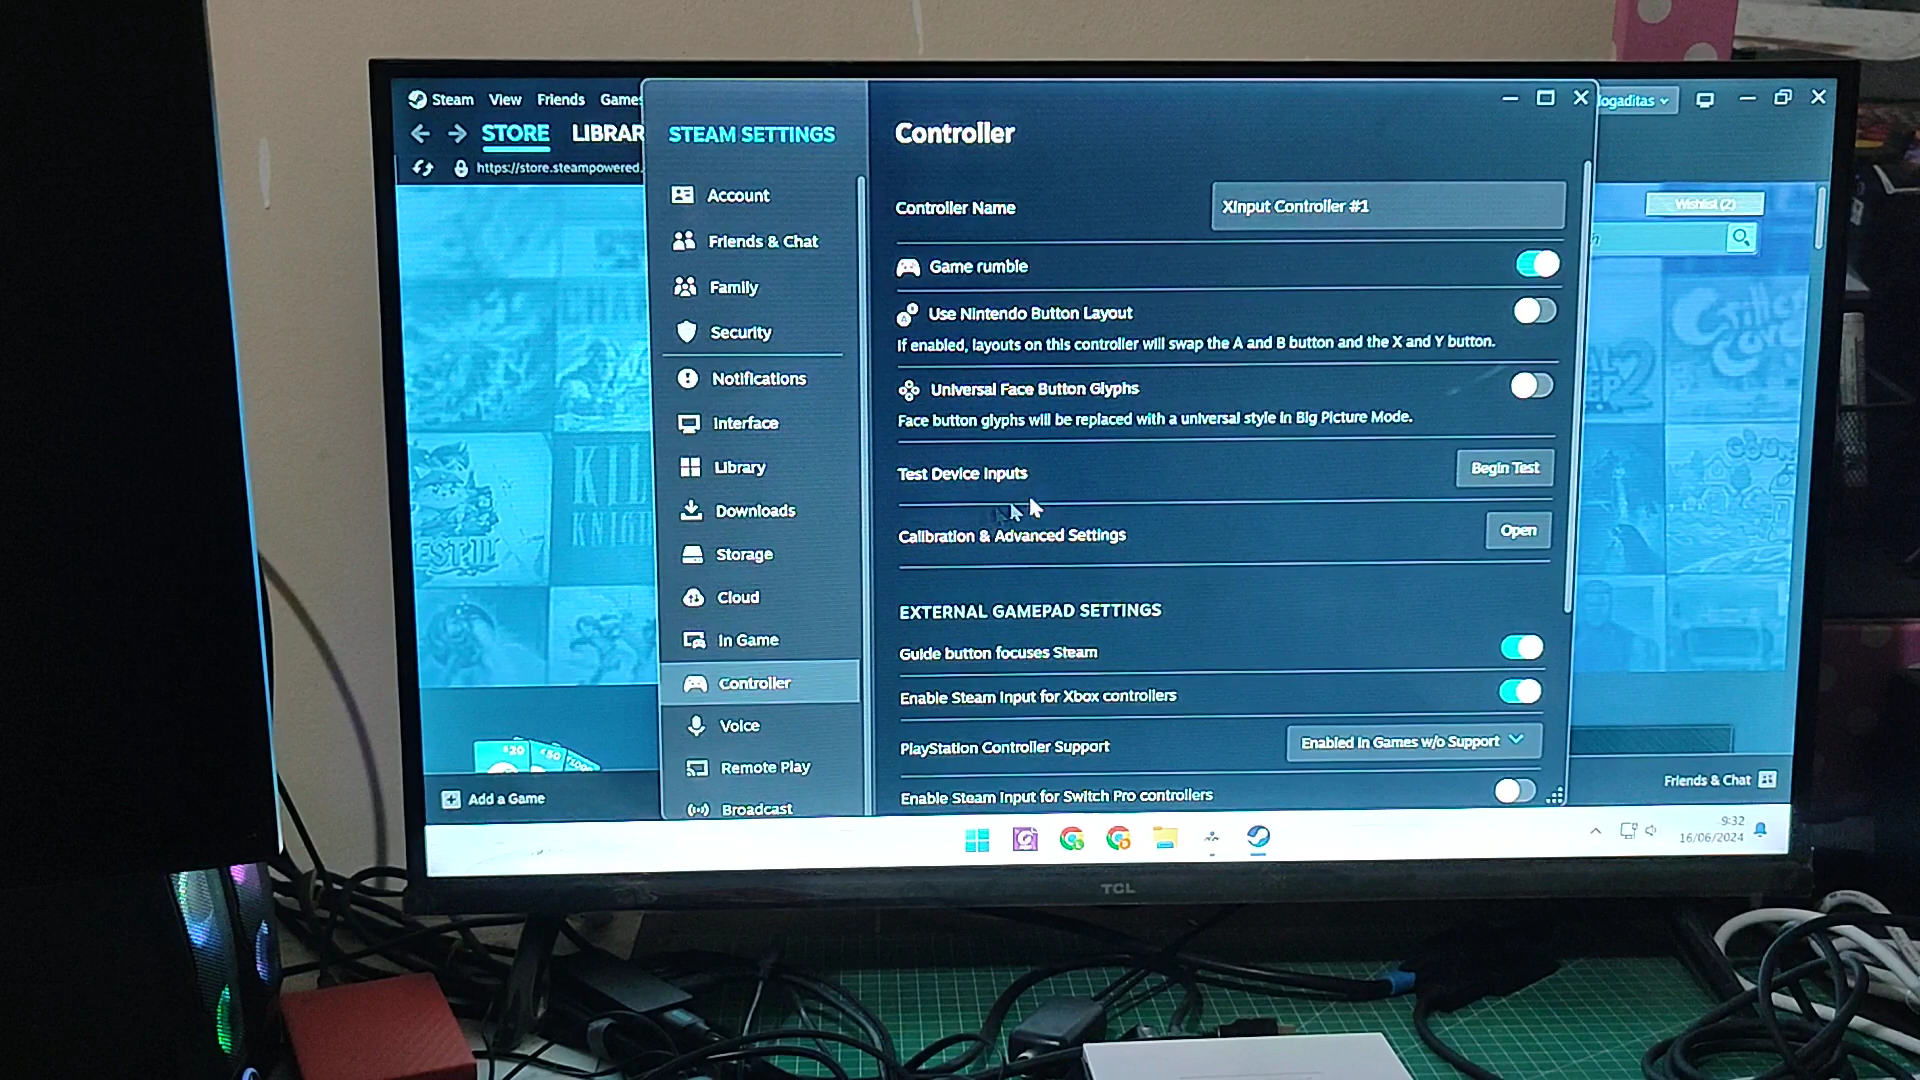 Steam View Friends Games
STORE LIBRAR
https://store.steampowered.
STEAM SETTINGS
Account
Friends & Chat
Family
Security
Notifications
Interface
Library
Downloads
Storage
Cloud
In Game
Controller
Voice
Remote Play
Broadcast
Controller
Controller Name
XInput Controller #1
Game rumble
Use Nintendo Button Layout
If enabled, layouts on this controller will swap the A and B button and the X and Y button.
Universal Face Button Glyphs
Face button glyphs will be replaced with a universal style in Big Picture Mode.
Test Device Inputs
Begin Test
Calibration & Advanced Settings
Open
EXTERNAL GAMEPAD SETTINGS
Guide button focuses Steam
Enable Steam Input for Xbox controllers
PlayStation Controller Support
Enabled in Games w/o Support
Enable Steam Input for Switch Pro controllers
logaditas
Wishlist (2)
KNIGH
Add a Game
Friends & Chat
9:32
16/06/2024
TCL